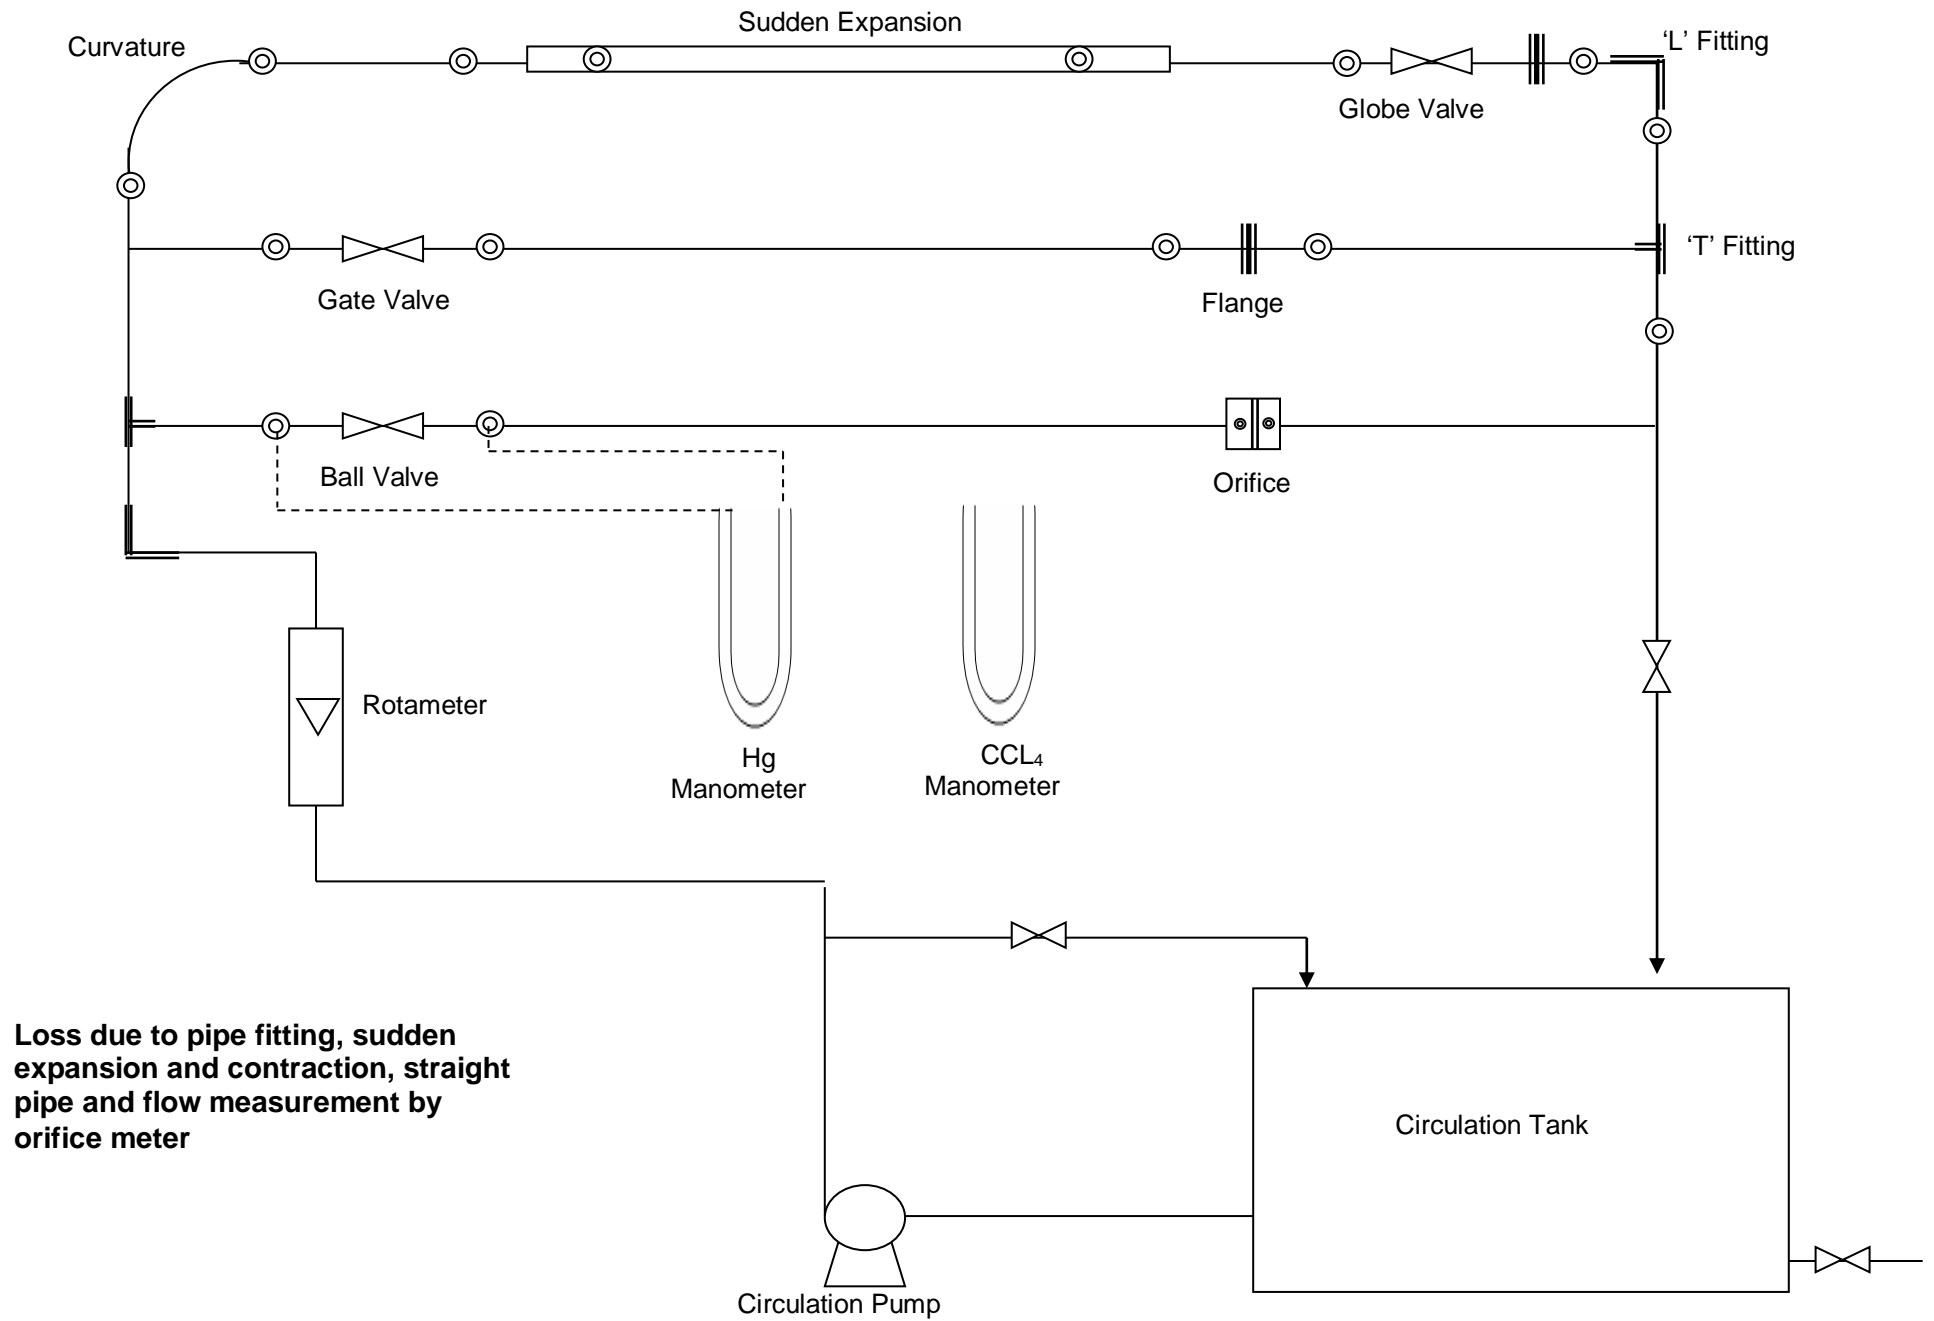 Sudden Expansion
Curvature
‘L’ Fitting
Globe Valve
‘T’ Fitting
Gate Valve
Flange
Ball Valve
Orifice
Rotameter
Hg
Manometer
CCL₄
Manometer
Loss due to pipe fitting, sudden
expansion and contraction, straight
pipe and flow measurement by
orifice meter
Circulation Tank
Circulation Pump